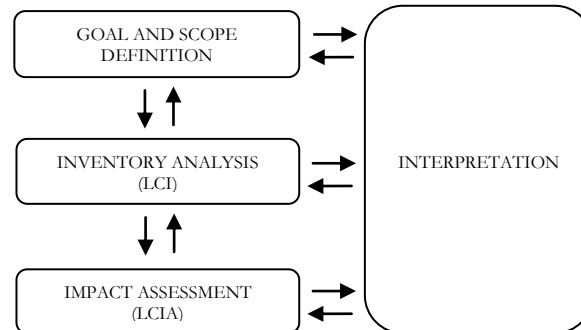 GOAL AND SCOPE
DEFINITION
INVENTORY ANALYSIS
(LCI)
INTERPRETATION
IMPACT ASSESSMENT
(LCIA)